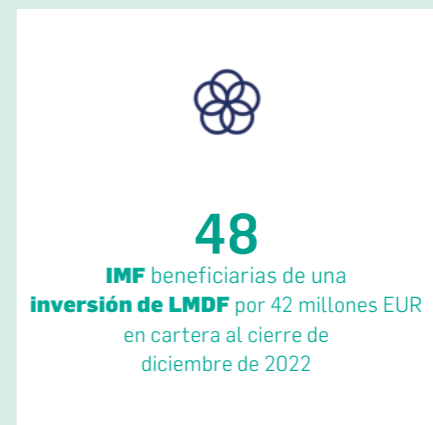 48
IMF beneficiarias de una
inversión de LMDF por 42 millones EUR
en cartera al cierre de
diciembre de 2022